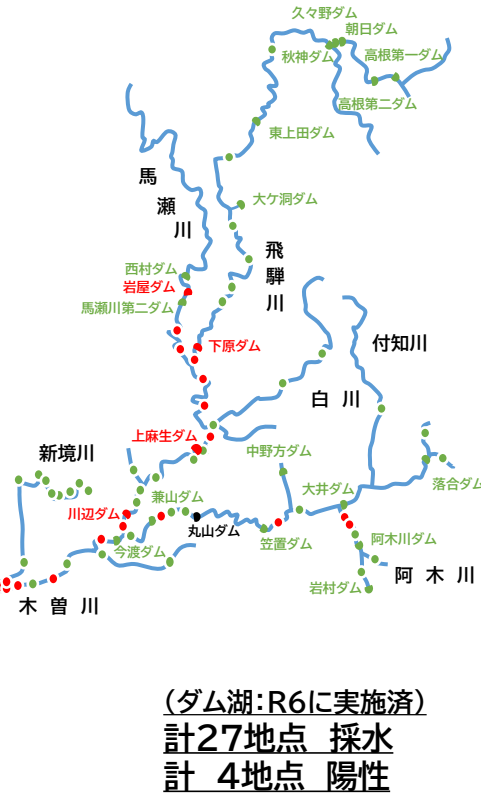 久々野ダム
朝日ダム
秋神ダム
高根第一ダム
高根第二ダム
東上田ダム
馬瀬川
大ケ洞ダム
飛騨川
西村ダム
岩屋ダム
馬瀬川第二ダム
下原ダム
付知川
白川
上麻生ダム
新境川
中野方ダム
落合ダム
兼山ダム
大井ダム
川辺ダム
丸山ダム
今渡ダム
笠置ダム
阿木川ダム
阿木川
岩村ダム
木曽川
（ダム湖：R6に実施済）
計27地点 採水
計 4地点 陽性